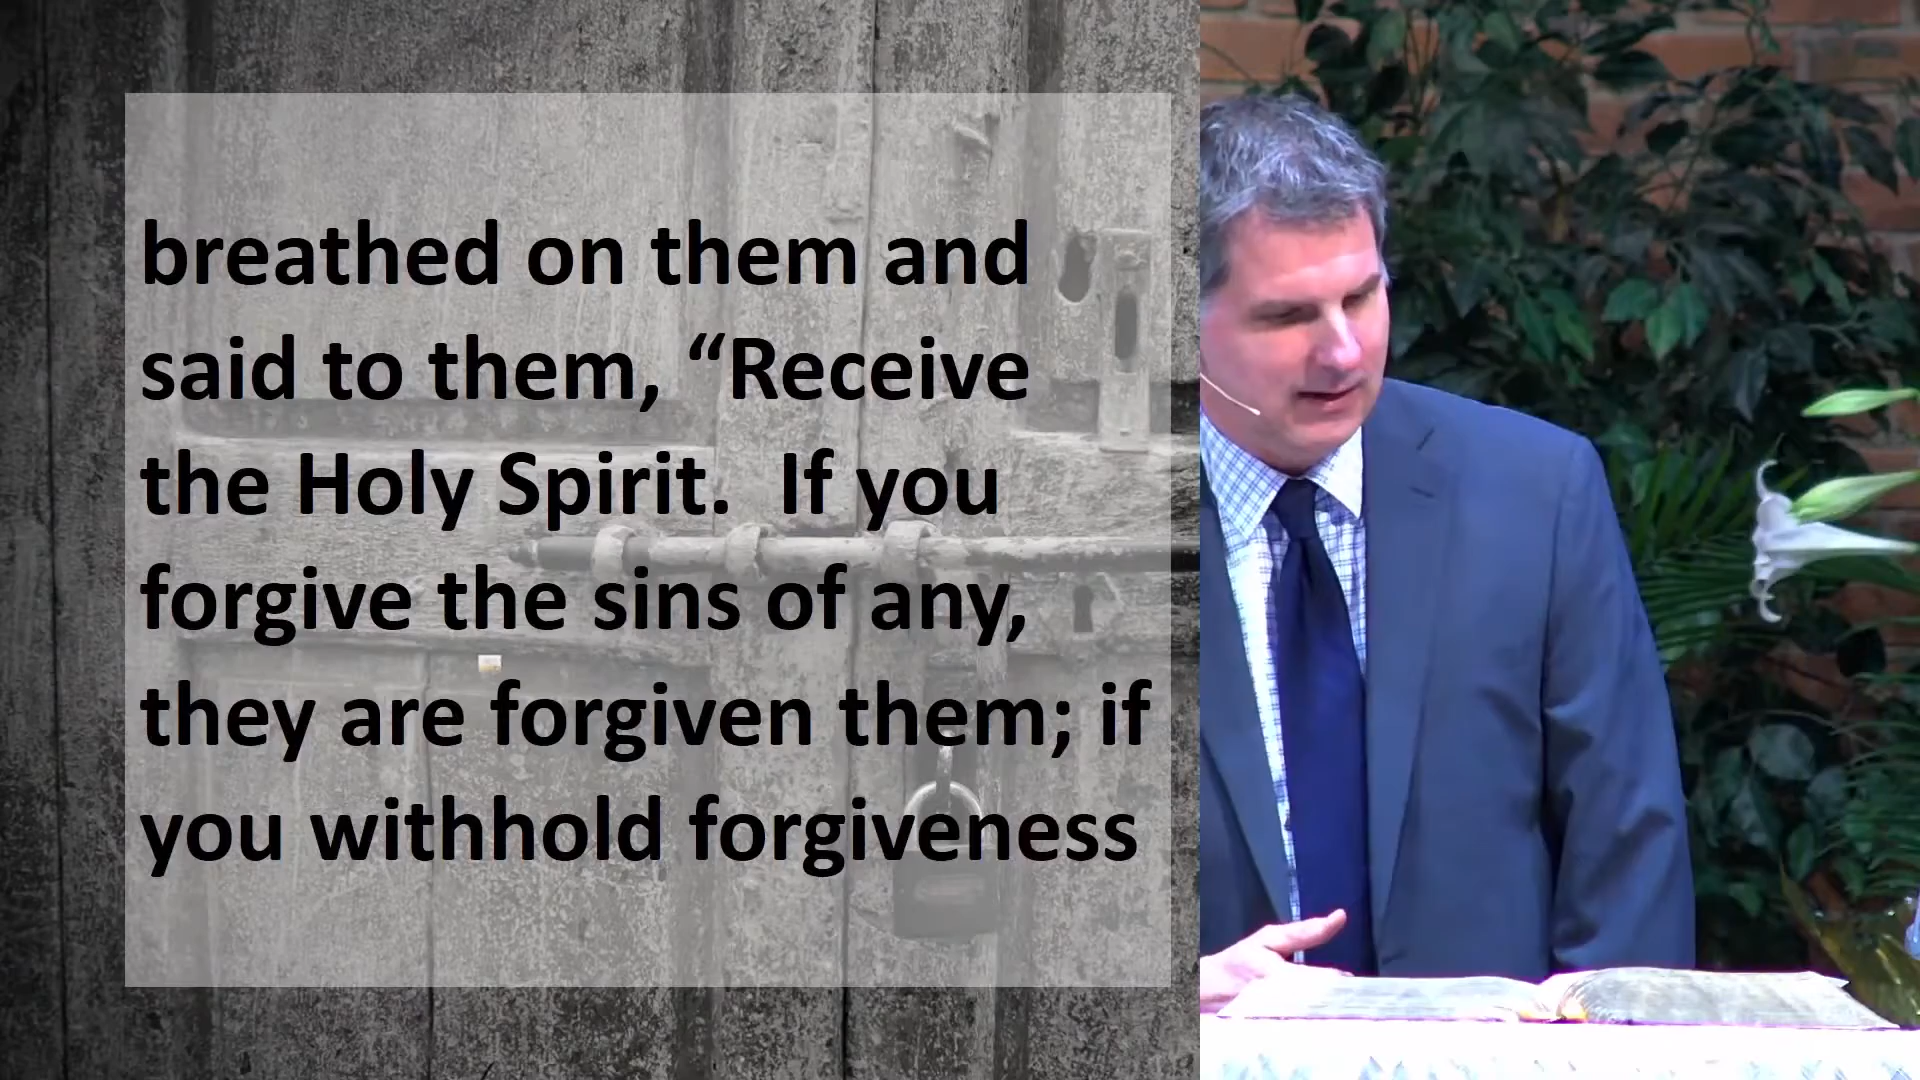 breathed on them and
said to them, “Receive
the Holy Spirit.  If you
forgive the sins of any,
they are forgiven them; if
you withhold forgiveness